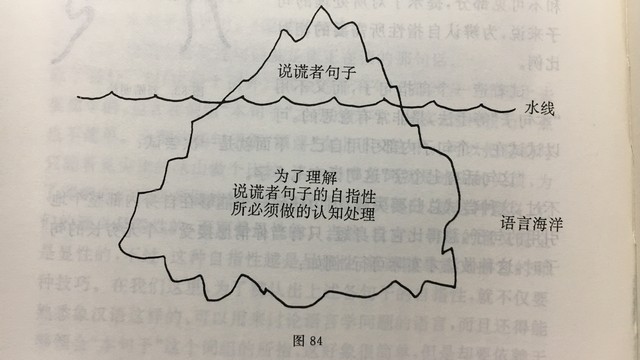 说谎者句子
水线
为了理解
说谎者句子的自指性
所必须做的认知处理
语言海洋
图 84